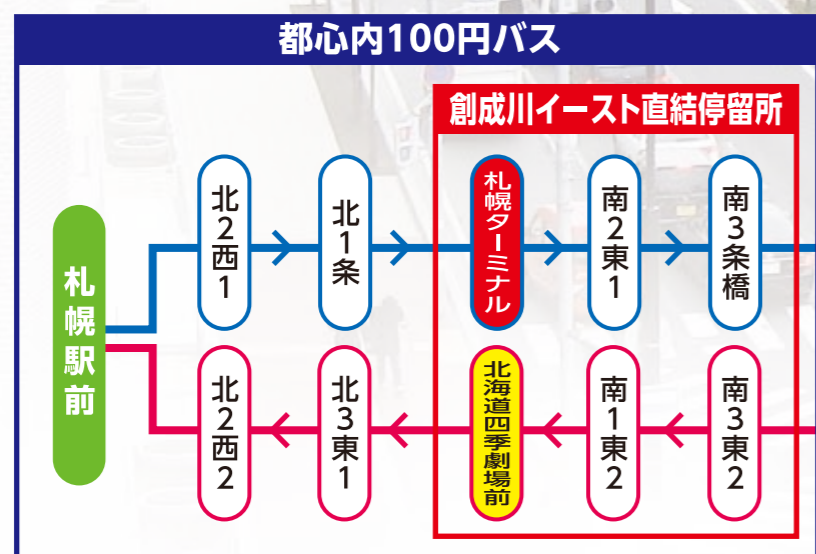 都心内100円バス
創成川イースト直結停留所
札幌駅前
北2西1
北1条
札幌ターミナル
南2東1
南3条橋
北2西2
北3東1
北海道四季劇場前
南1東2
南3東2